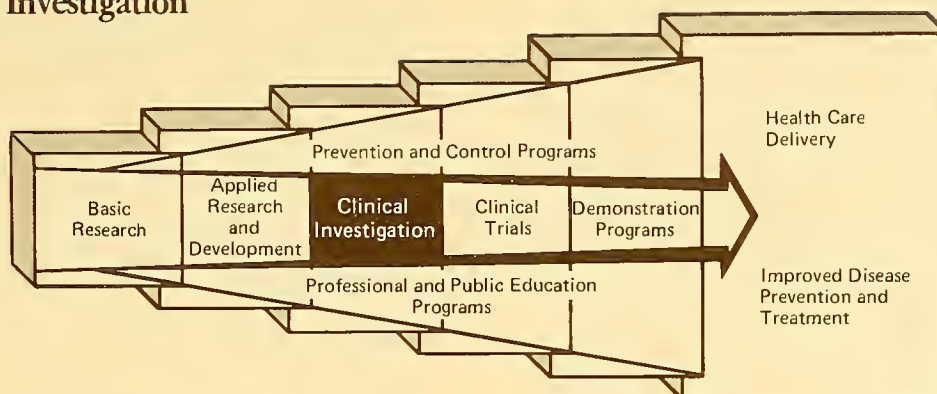 Investigation
Health Care
Delivery
Prevention and Control Programs
Basic
Research
Applied
Research
and
Development
Clinical
Investigation
Clinical
Trials
Demonstration
Programs
Professional and Public Education
Programs
Improved Disease
Prevention and
Treatment